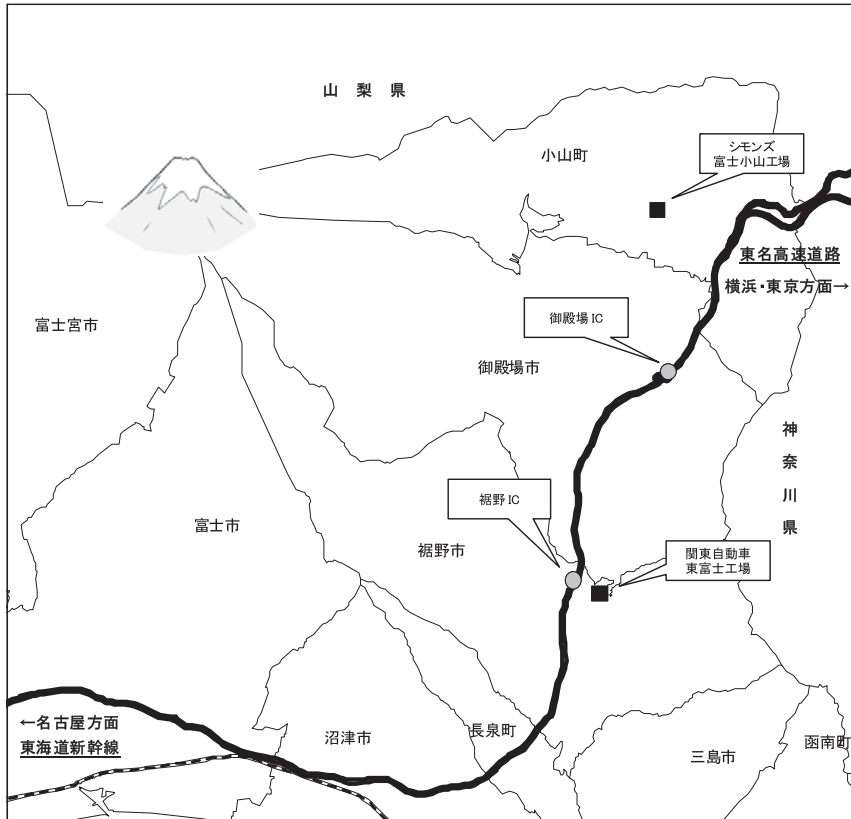 山梨県
小山町
シモンズ
富士小山工場
東名高速道路
横浜・東京方面→
富士宮市
御殿場IC
御殿場市
神奈川県
裾野IC
富士市
裾野市
関東自動車
東富士工場
←名古屋方面
東海道新幹線
沼津市
長泉町
三島市
函南町